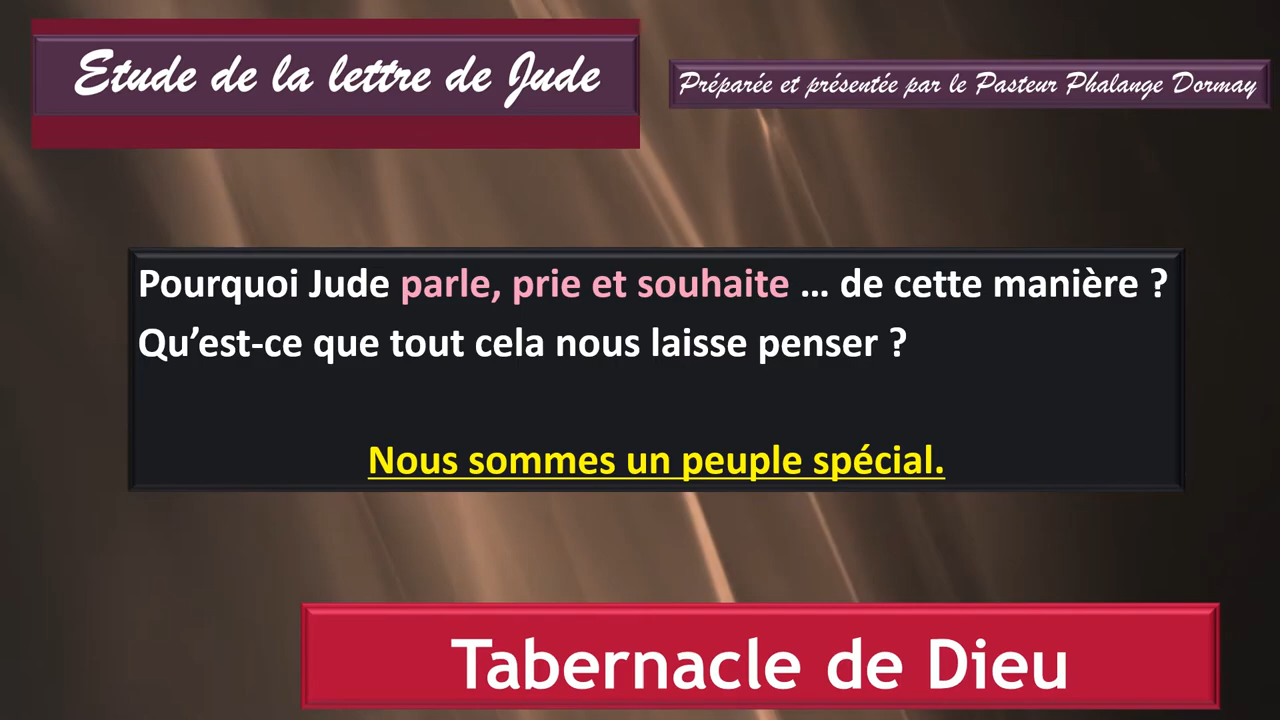 Etude de la lettre de Jude
Préparée et présentée par le Pasteur Phalange Dormay
Pourquoi Jude parle, prie et souhaite ... de cette manière ?
Qu’est-ce que tout cela nous laisse penser ?
Nous sommes un peuple spécial.
Tabernacle de Dieu